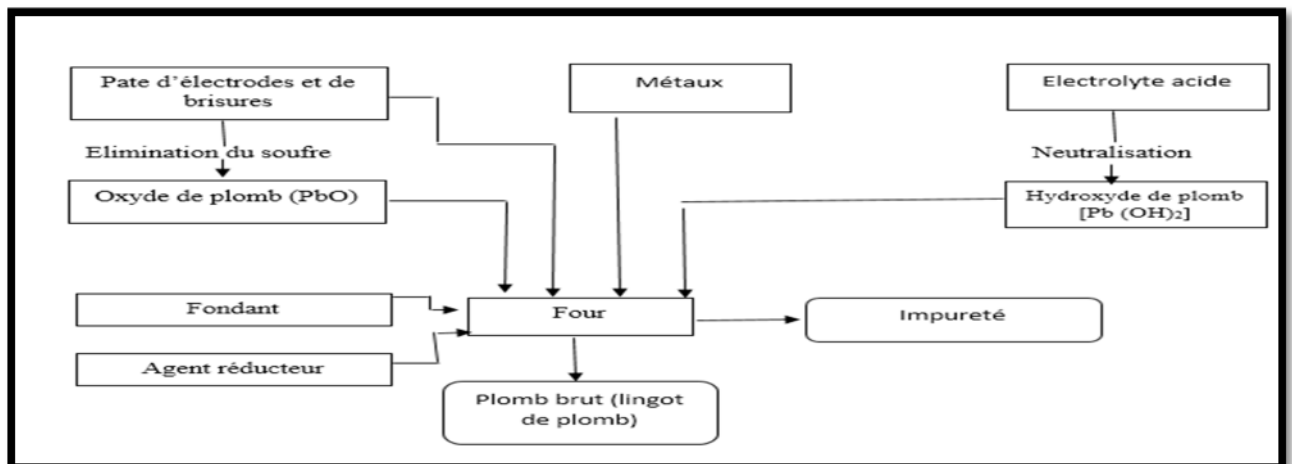 Pate d'électrodes et de
brisures
Métaux
Electrolyte acide
Elimination du soufre
Neutralisation
Oxyde de plomb (PbO)
Hydroxyde de plomb
[Pb (OH)₂]
Fondant
Four
Impureté
Agent réducteur
Plomb brut (lingot
de plomb)